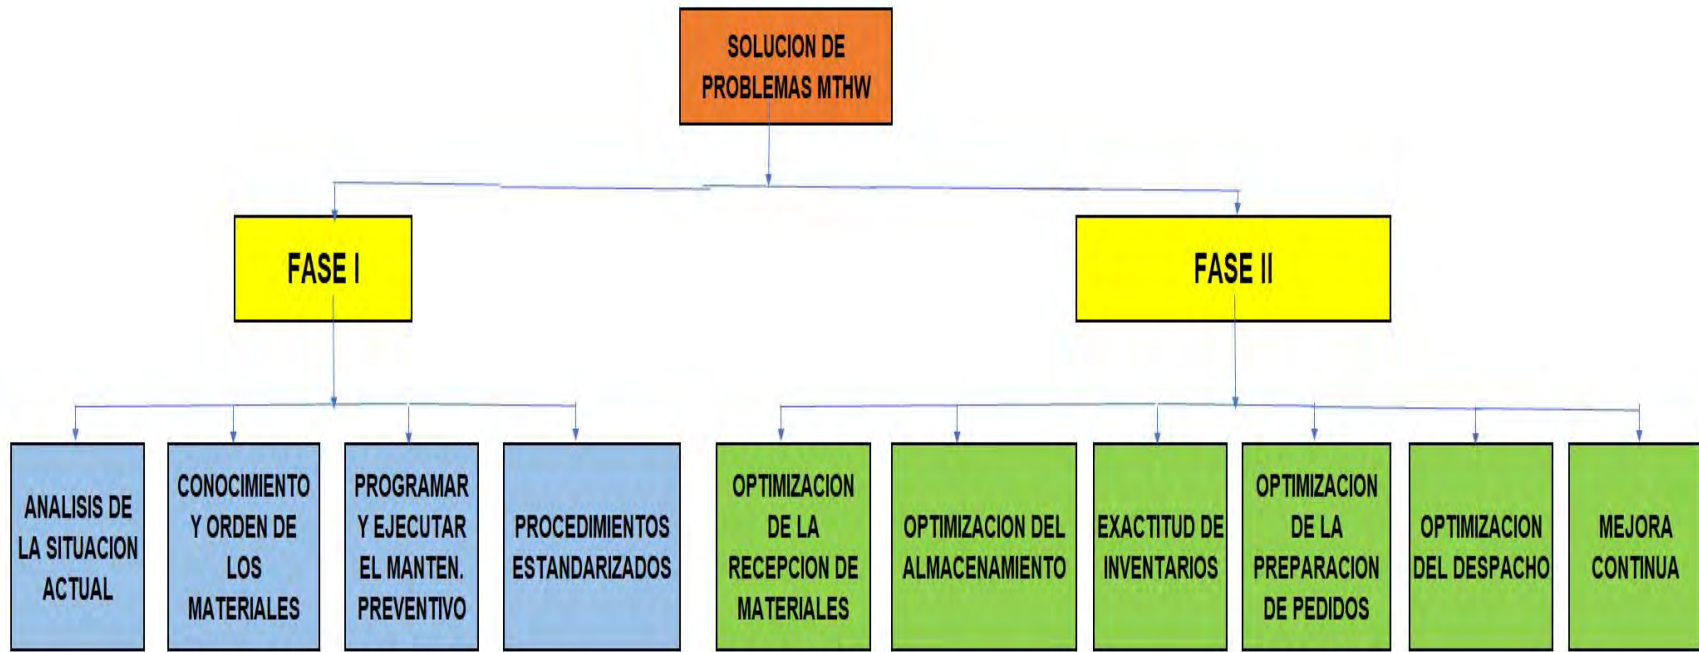 SOLUCION DE
PROBLEMAS MTHW
FASE I
FASE II
ANALISIS DE
LA SITUACION
ACTUAL
CONOCIMIENTO
Y ORDEN DE
LOS
MATERIALES
PROGRAMAR
Y EJECUTAR
EL MANTEN.
PREVENTIVO
PROCEDIMIENTOS
ESTANDARIZADOS
OPTIMIZACION
DE LA
RECEPCION DE
MATERIALES
OPTIMIZACION DEL
ALMACENAMIENTO
EXACTITUD DE
INVENTARIOS
OPTIMIZACION
DE LA
PREPARACION
DE PEDIDOS
OPTIMIZACION
DEL DESPACHO
MEJORA
CONTINUA